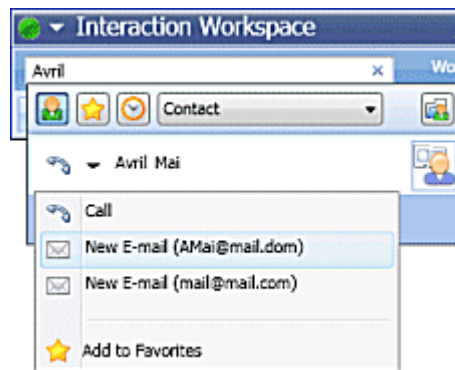 Interaction Workspace
Avril
Wo
Contact
Avril Mai
Call
New E-mail (AMai@mail.dom)
New E-mail (mail@mail.com)
Add to Favorites